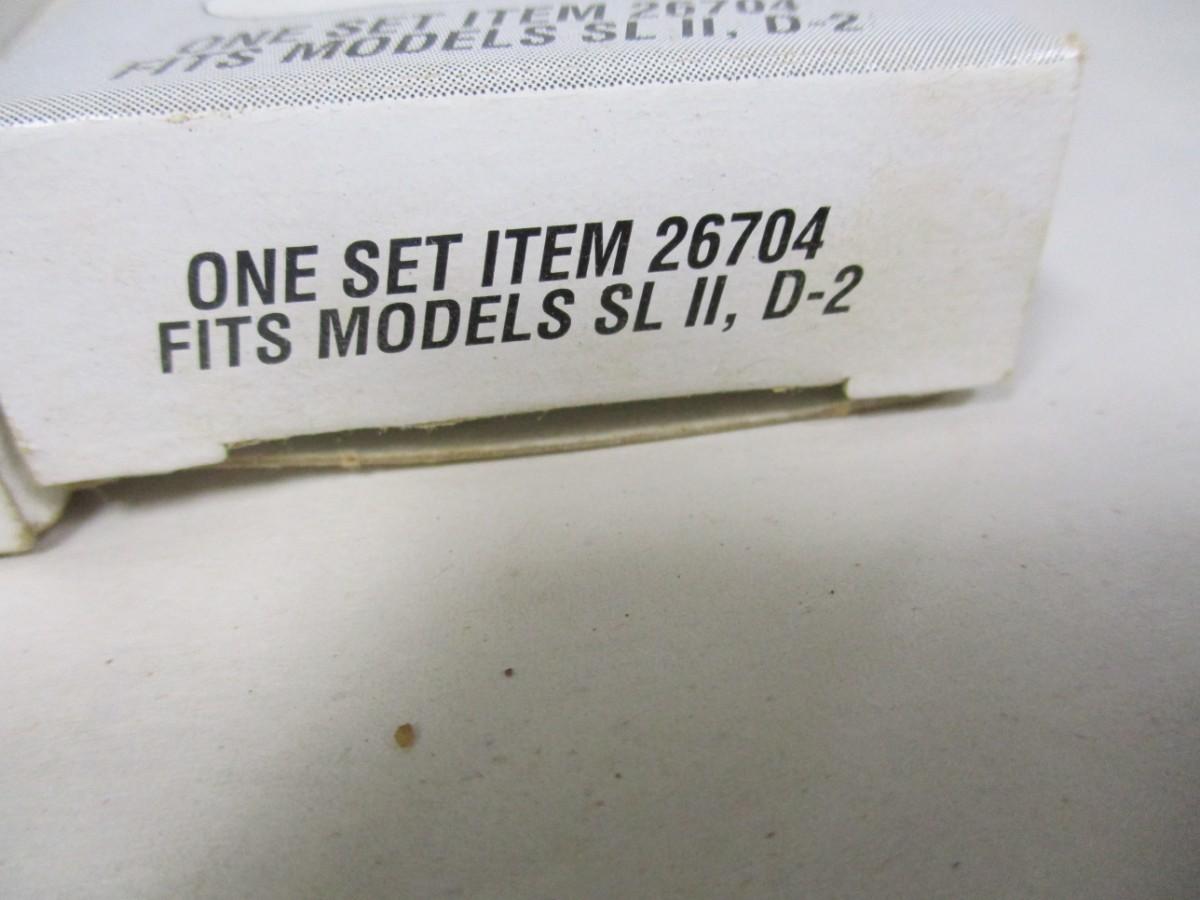 ONE SET ITEM 26704
FITS MODELS SL II, D-2
ONE SET ITEM 26704
FITS MODELS SL II, D-2